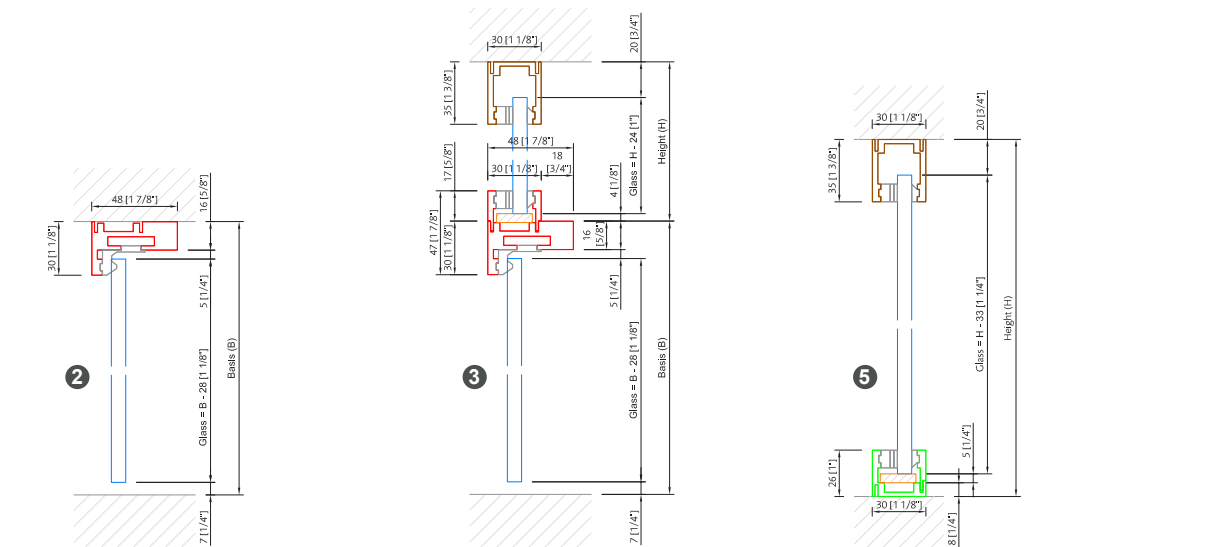 48 [1 7/8"]
16 [5/8"]
30 [1 1/8"]
5 [1/4"]
Glass = B - 28 [1 1/8"]
Basis (B)
2
7 [1/4"]
30 [1 1/8"]
20 [3/4"]
35 [1 3/8"]
Glass = H - 24 [1"]
Height (H)
48 [1 7/8"]
18
[3/4"]
30 [1 1/8"]
17 [5/8"]
4 [1/8"]
47 [1 7/8"]
30 [1 1/8"]
16
[5/8"]
5 [1/4"]
Glass = B - 28 [1 1/8"]
Basis (B)
3
7 [1/4"]
30 [1 1/8"]
20 [3/4"]
35 [1 3/8"]
Glass = H - 33 [1 1/4"]
Height (H)
5
5 [1/4"]
26 [1"]
30 [1 1/8"]
8 [1/4"]